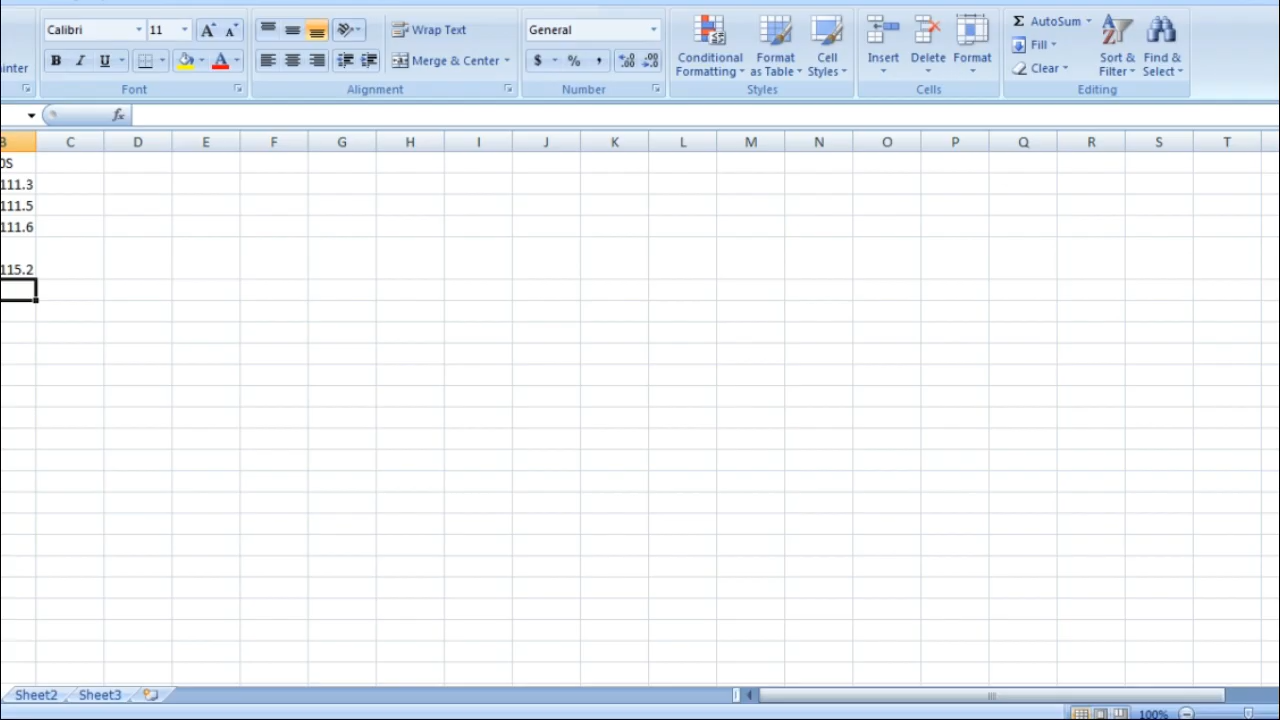 Calibri 11 Wrap Text General Conditional Formatting Format as Table Cell Styles Insert Delete Format AutoSum Fill Clear Sort & Filter Find & Select
B I U Merge & Center $ % ,
Font Alignment Number Styles Cells Editing
fx
B C D E F G H I J K L M N O P Q R S T
111.3
111.5
111.6
115.2
Sheet2 Sheet3
100%